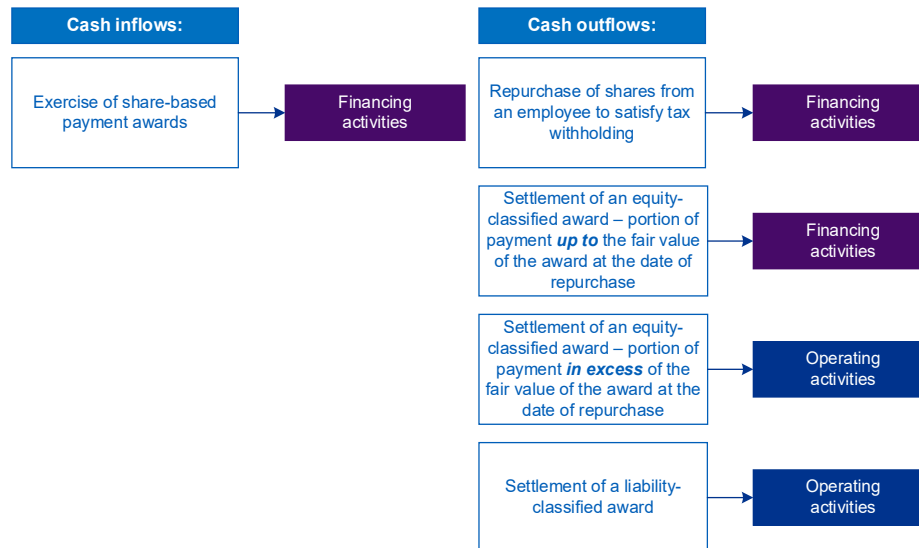 Cash inflows:
Exercise of share-based
payment awards
Financing
activities
Cash outflows:
Repurchase of shares from
an employee to satisfy tax
withholding
Financing
activities
Settlement of an equity-
classified award – portion of
payment up to the fair value
of the award at the date of
repurchase
Financing
activities
Settlement of an equity-
classified award – portion of
payment in excess of the
fair value of the award at the
date of repurchase
Operating
activities
Settlement of a liability-
classified award
Operating
activities